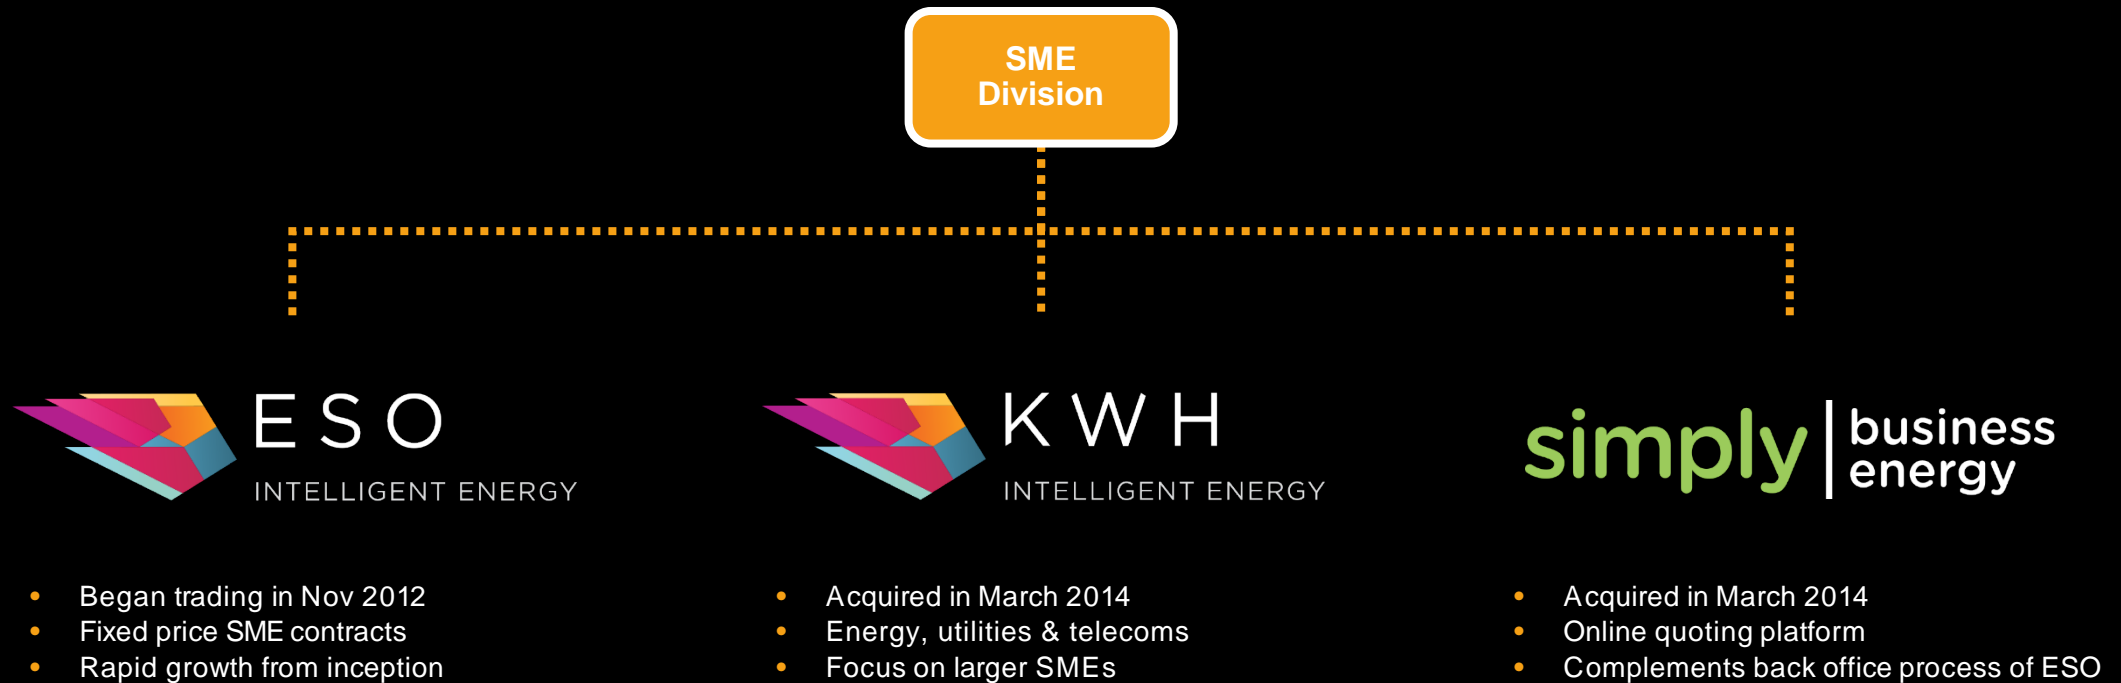 SME
Division
ESO
INTELLIGENT ENERGY
• Began trading in Nov 2012
• Fixed price SME contracts
• Rapid growth from inception
KWH
INTELLIGENT ENERGY
• Acquired in March 2014
• Energy, utilities & telecoms
• Focus on larger SMEs
simply
business
energy
• Acquired in March 2014
• Online quoting platform
• Complements back office process of ESO